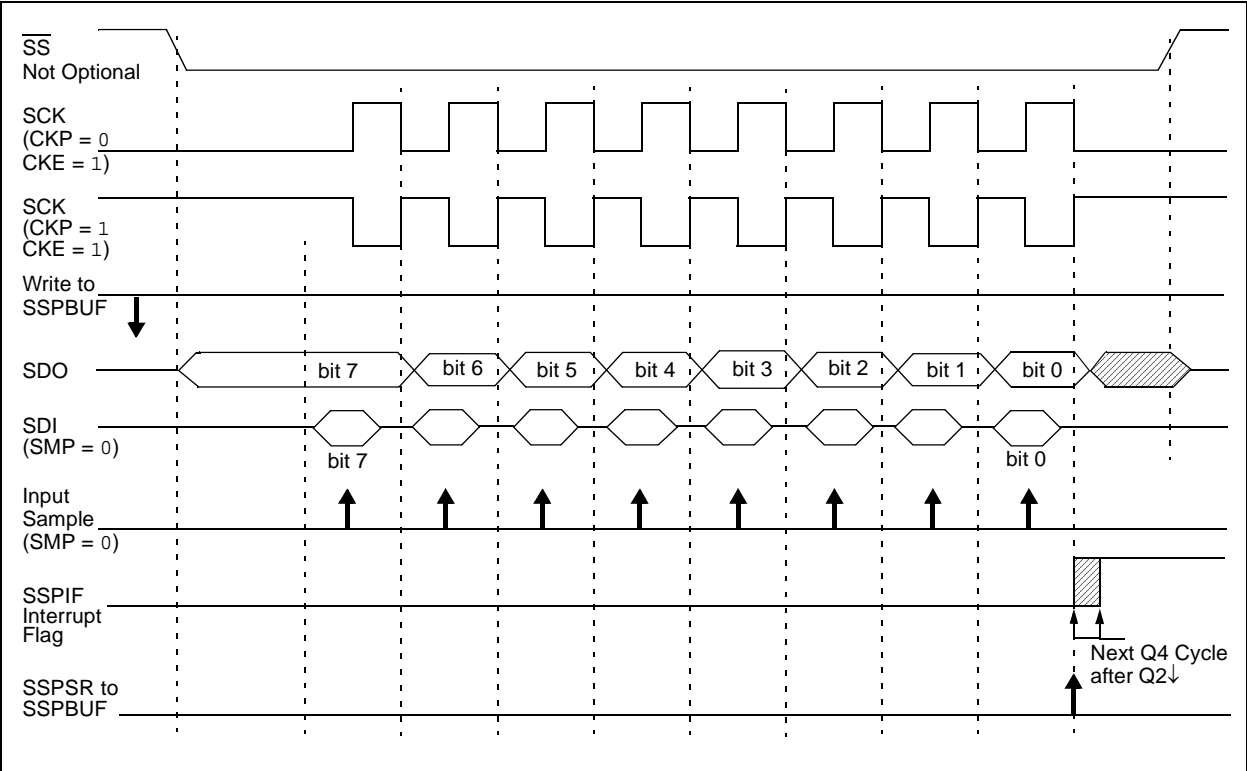 SS
Not Optional
SCK
(CKP = 0
CKE = 1)
SCK
(CKP = 1
CKE = 1)
Write to
SSPBUF
SDO
bit 7 bit 6 bit 5 bit 4 bit 3 bit 2 bit 1 bit 0
SDI
(SMP = 0)
bit 7 bit 0
Input
Sample
(SMP = 0)
SSPIF
Interrupt
Flag
Next Q4 Cycle
after Q2↓
SSPSR to
SSPBUF